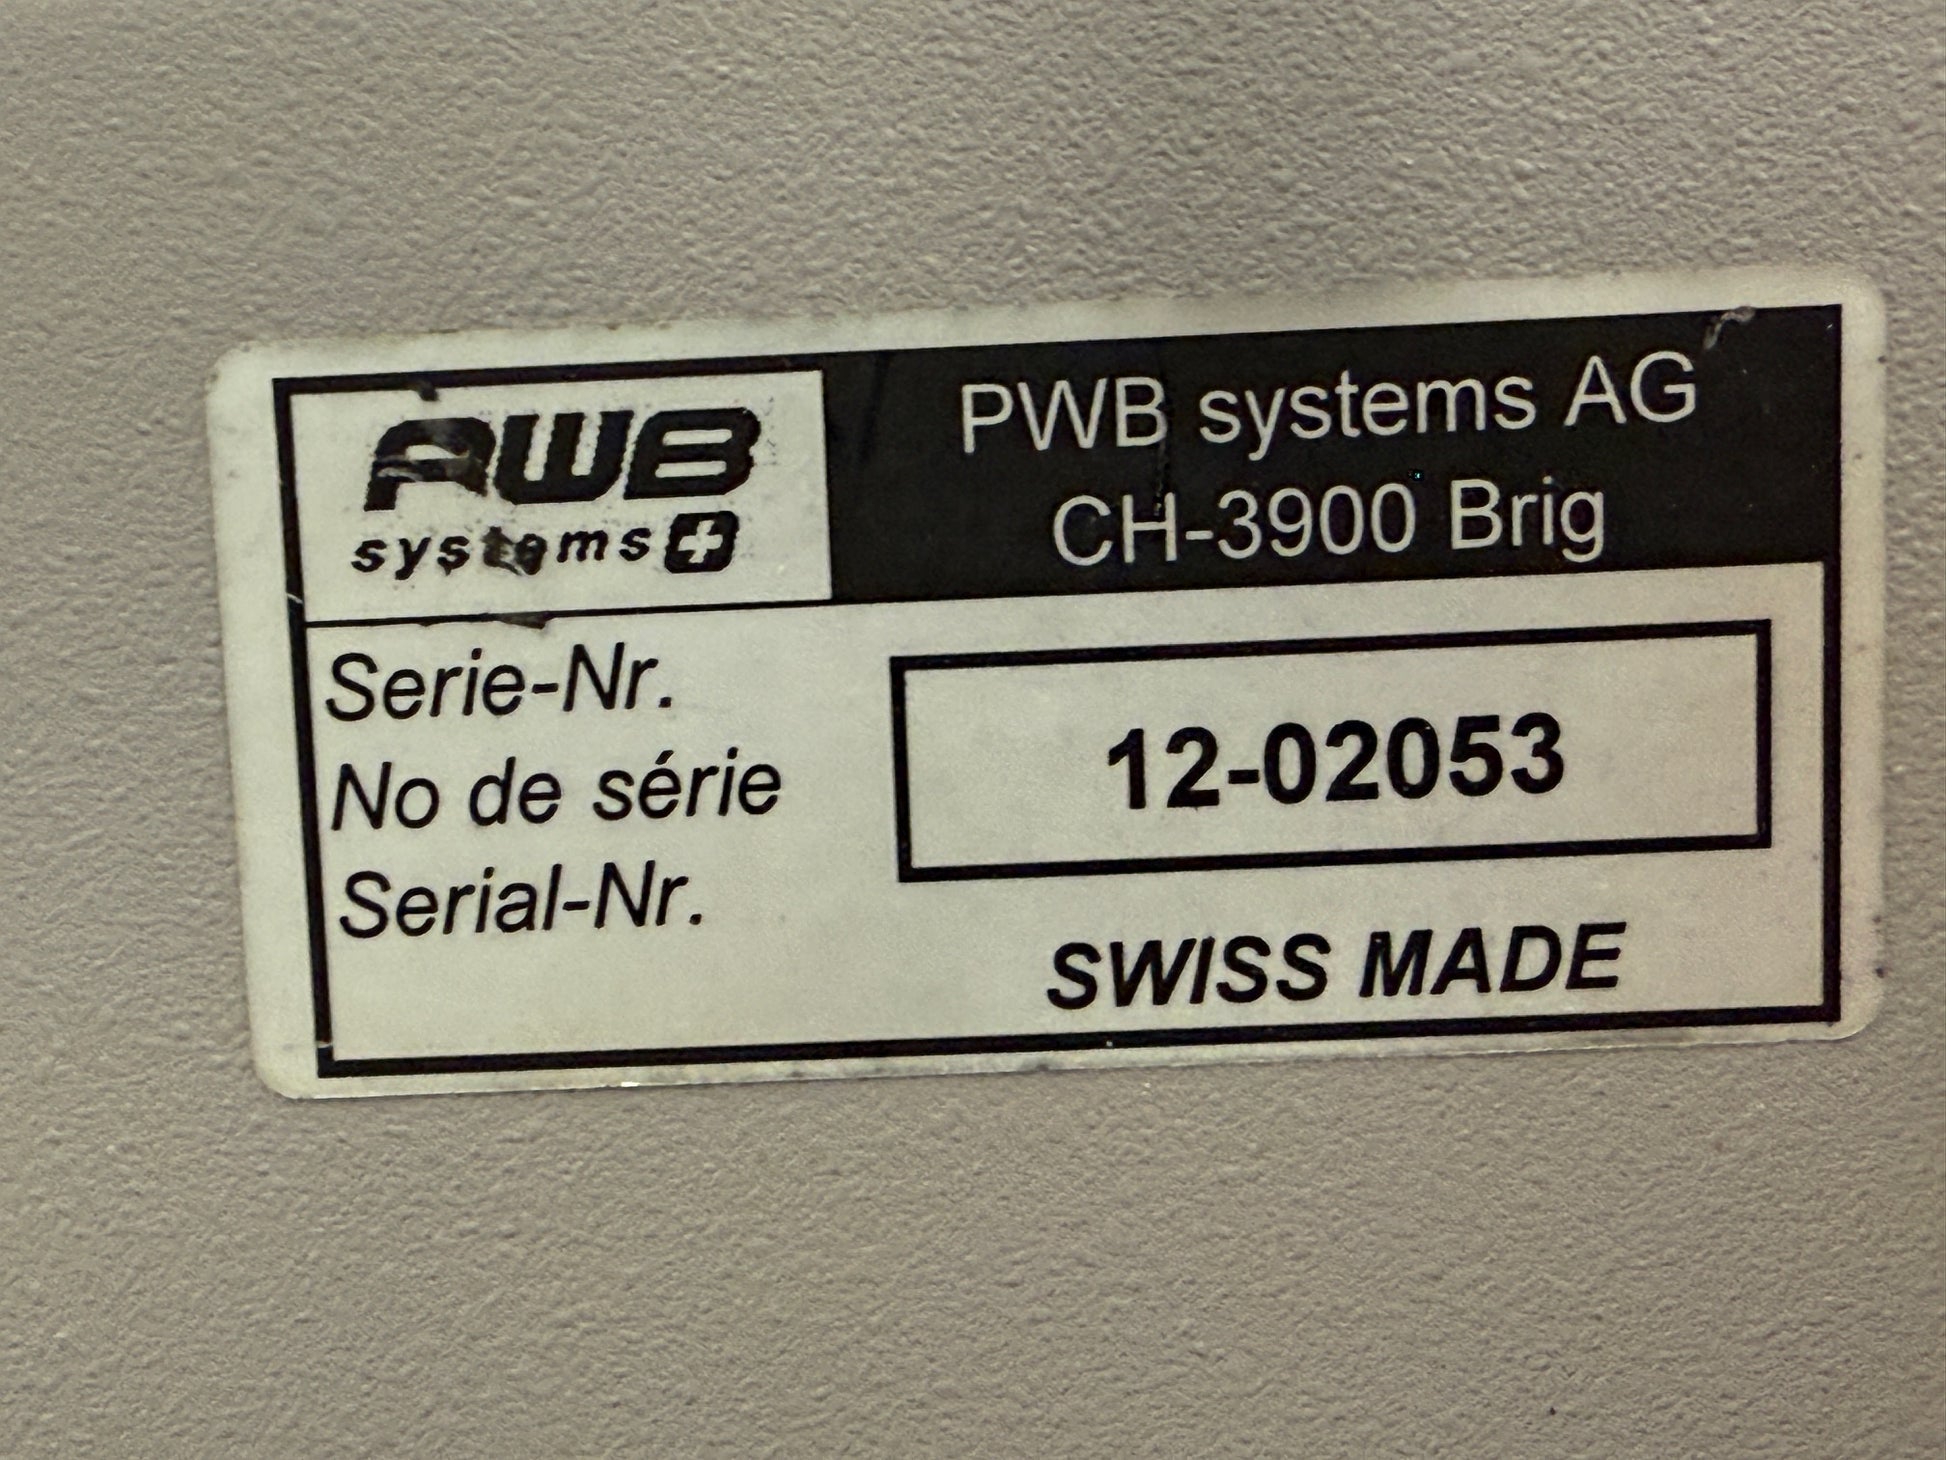 PWB
systems
PWB systems AG
CH-3900 Brig
Serie-Nr.
No de série
Serial-Nr.
12-02053
SWISS MADE